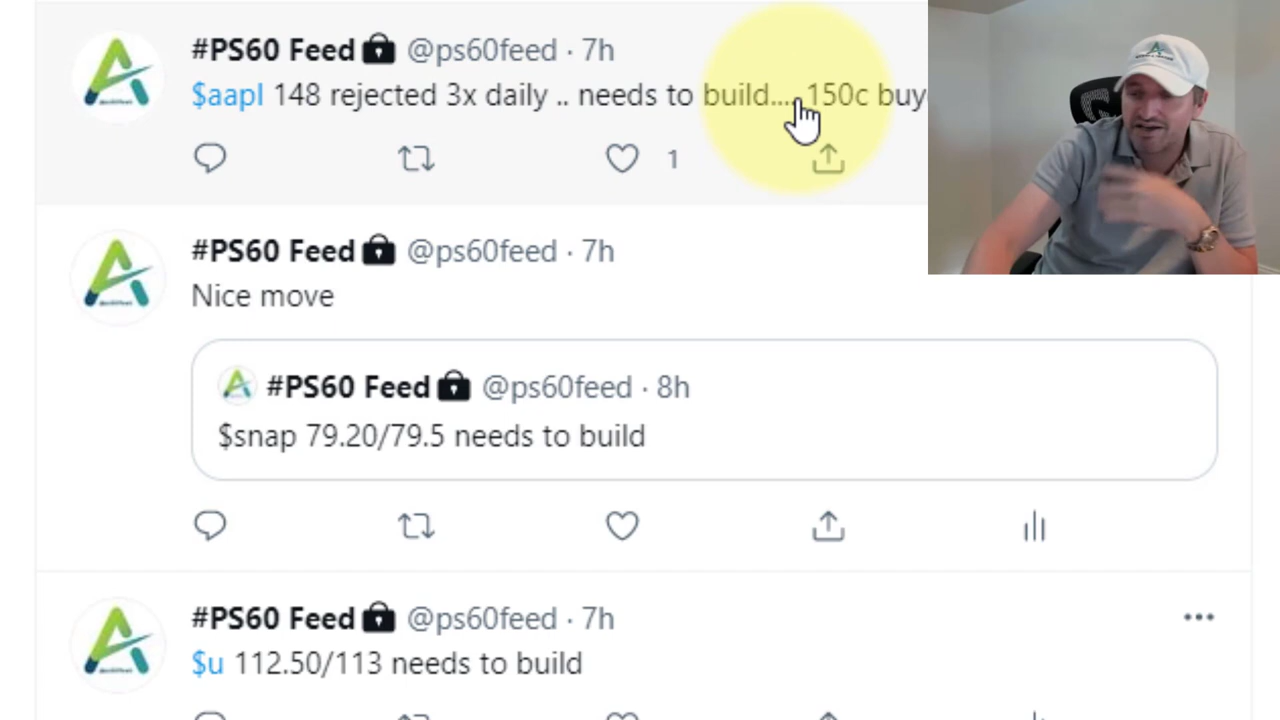 #PS60 Feed @ps60feed · 7h
$aapl 148 rejected 3x daily .. needs to build.... 150c buy
1
#PS60 Feed @ps60feed · 7h
Nice move
#PS60 Feed @ps60feed · 8h
$snap 79.20/79.5 needs to build
#PS60 Feed @ps60feed · 7h
$u 112.50/113 needs to build